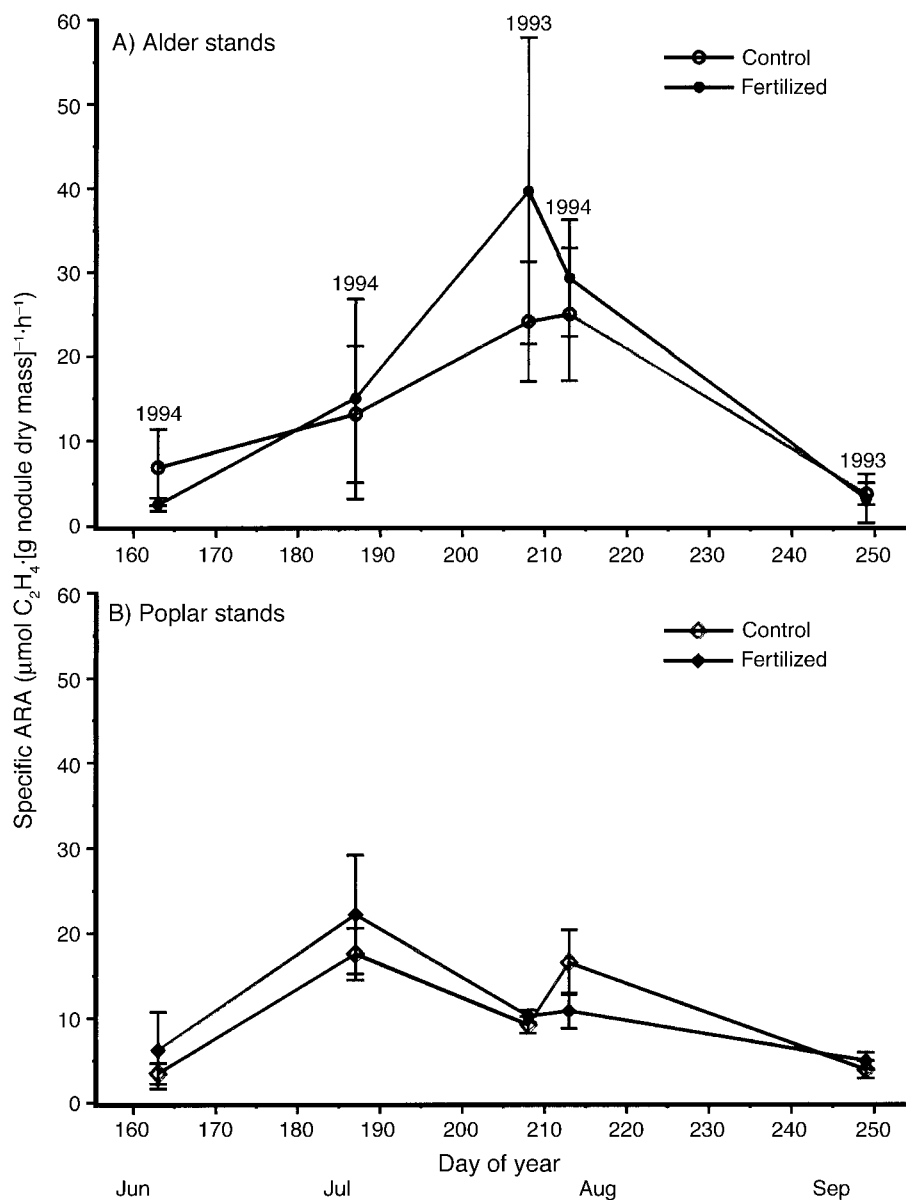 Specific ARA (μmol C₂H₄·[g nodule dry mass]⁻¹·h⁻¹)
A) Alder stands
Control
Fertilized
60
50
40
30
20
10
0
1994
1994
1993
1994
1993
160 170 180 190 200 210 220 230 240 250
B) Poplar stands
Control
Fertilized
60
50
40
30
20
10
0
160 170 180 190 200 210 220 230 240 250
Day of year
Jun Jul Aug Sep